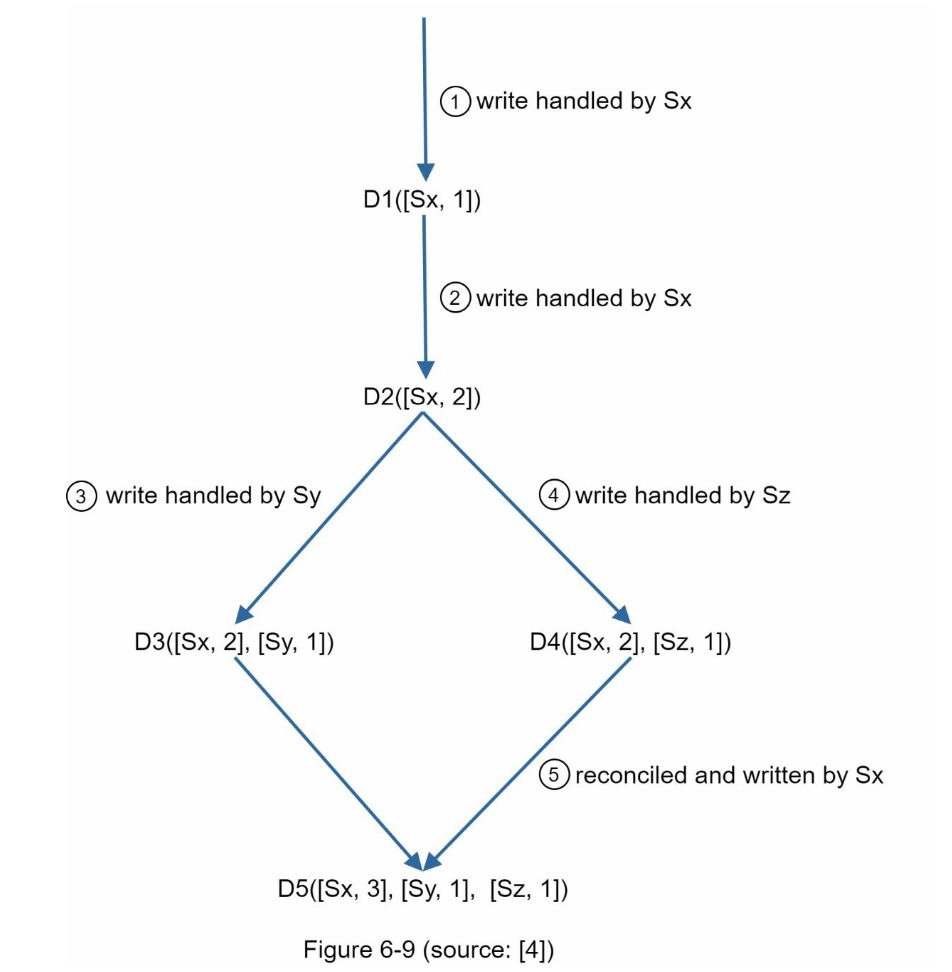 ① write handled by Sx
D1([Sx, 1])
② write handled by Sx
D2([Sx, 2])
③ write handled by Sy
④ write handled by Sz
D3([Sx, 2], [Sy, 1])
D4([Sx, 2], [Sz, 1])
⑤ reconciled and written by Sx
D5([Sx, 3], [Sy, 1], [Sz, 1])
Figure 6-9 (source: [4])